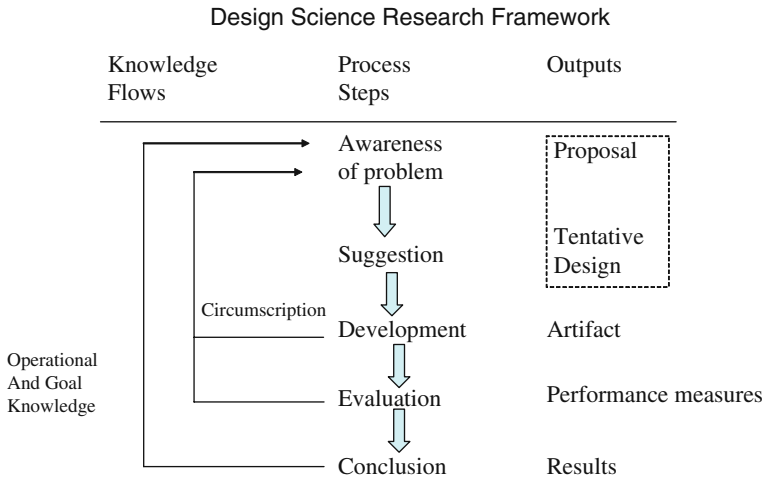 Design Science Research Framework
Knowledge
Flows
Process
Steps
Outputs
Awareness
of problem
Proposal
Suggestion
Tentative
Design
Circumscription
Development
Artifact
Operational
And Goal
Knowledge
Evaluation
Performance measures
Conclusion
Results